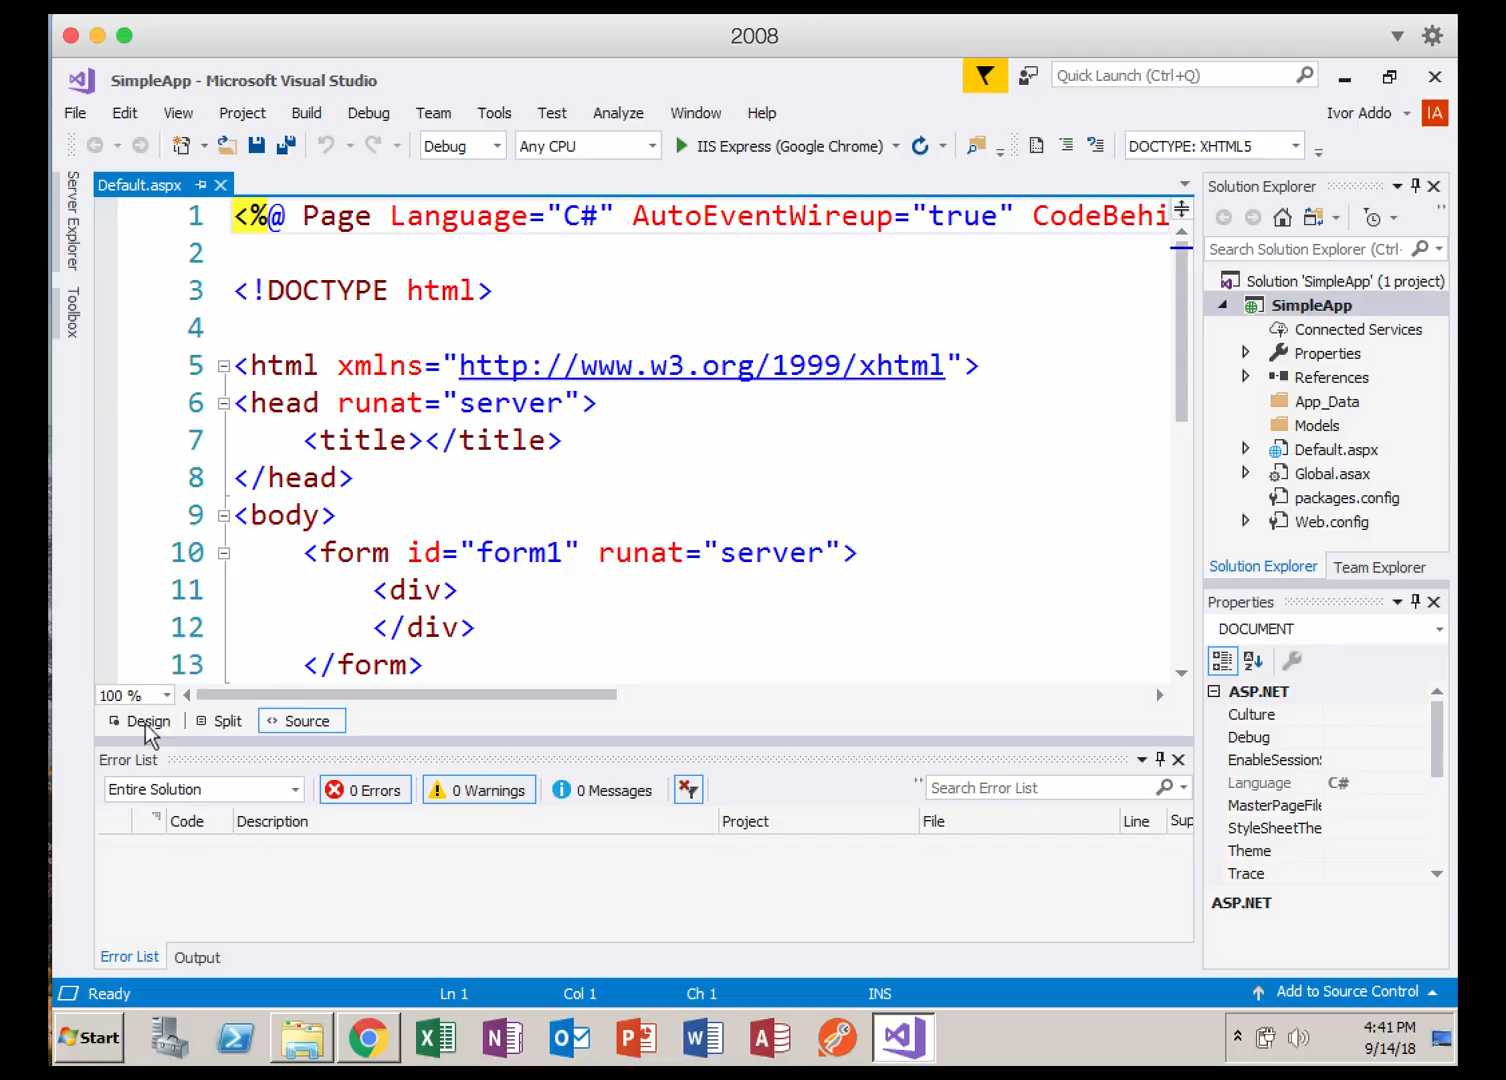 2008
SimpleApp - Microsoft Visual Studio
Quick Launch (Ctrl+Q)
File Edit View Project Build Debug Team Tools Test Analyze Window Help
Ivor Addo IA
Debug Any CPU IIS Express (Google Chrome) DOCTYPE: XHTML5
Server Explorer
Toolbox
Default.aspx
1 <%@ Page Language="C#" AutoEventWireup="true" CodeBehi
2
3 <!DOCTYPE html>
4
5 <html xmlns="http://www.w3.org/1999/xhtml">
6 <head runat="server">
7 <title></title>
8 </head>
9 <body>
10 <form id="form1" runat="server">
11 <div>
12 </div>
13 </form>
100 %
Design Split Source
Error List
Entire Solution 0 Errors 0 Warnings 0 Messages Search Error List
Code Description Project File Line Sup
Error List Output
Solution Explorer
Search Solution Explorer (Ctrl-
Solution 'SimpleApp' (1 project)
SimpleApp
Connected Services
Properties
References
App_Data
Models
Default.aspx
Global.asax
packages.config
Web.config
Solution Explorer Team Explorer
Properties
DOCUMENT
ASP.NET
Culture
Debug
EnableSession
Language C#
MasterPageFile
StyleSheetThe
Theme
Trace
ASP.NET
Ready Ln 1 Col 1 Ch 1 INS Add to Source Control
Start
4:41 PM
9/14/18